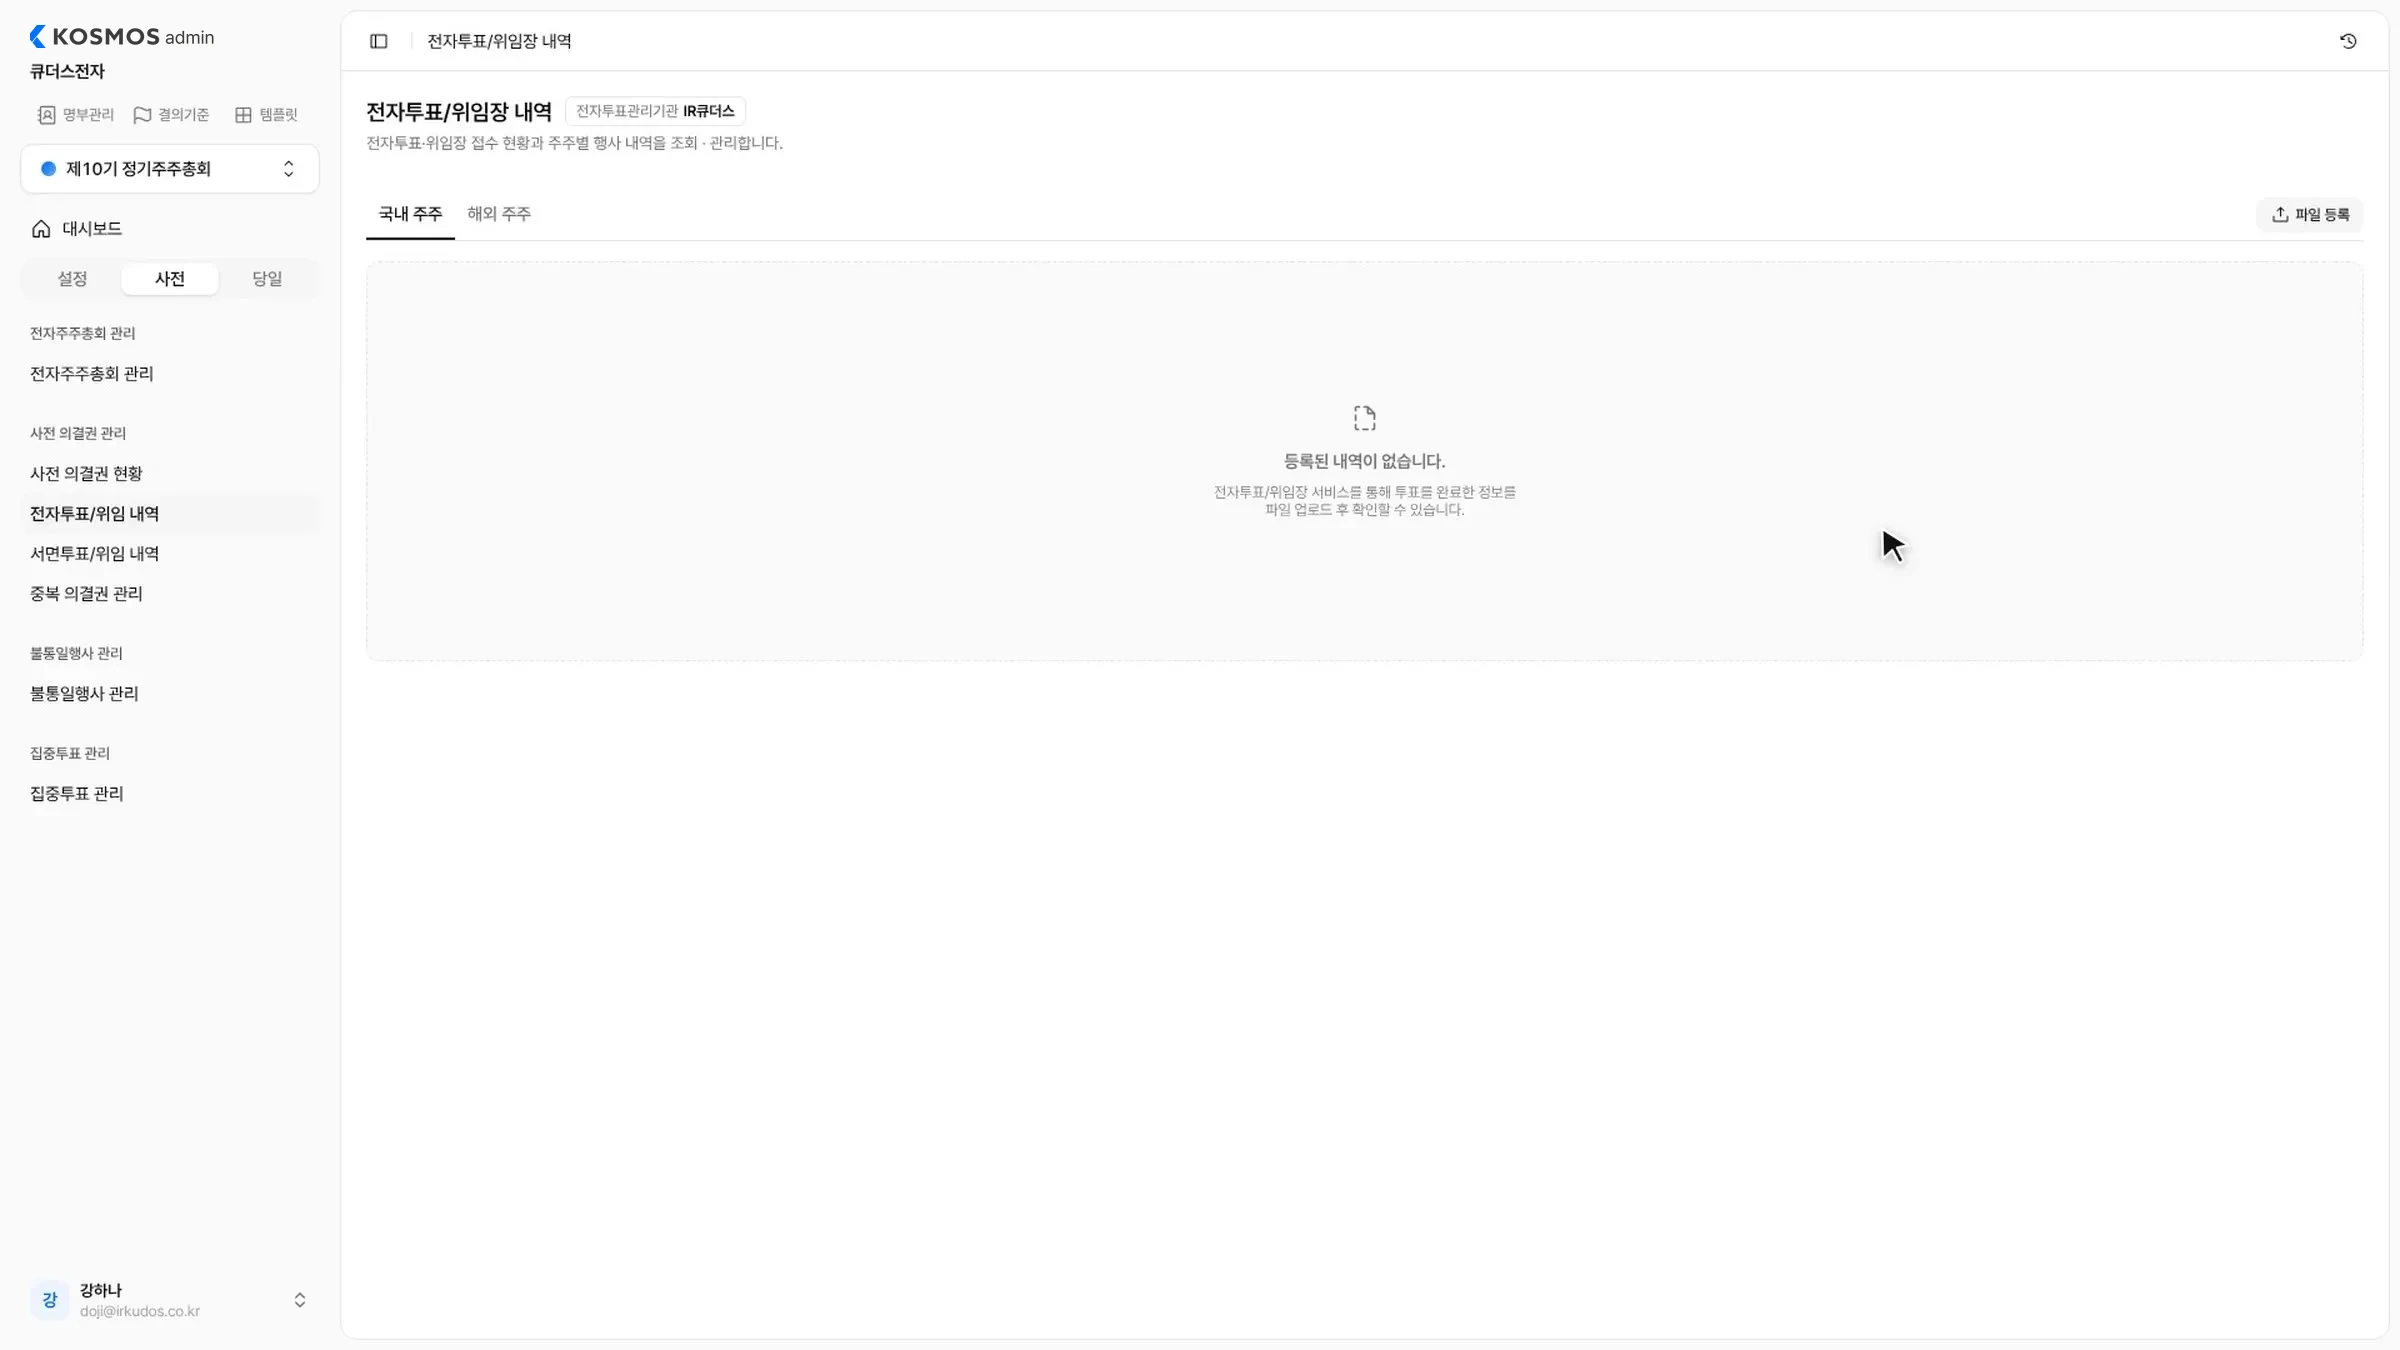 KOSMOS admin
큐더스전자
명부관리 결의기준 템플릿
제10기 정기주주총회
대시보드
설정 사전 당일
전자주주총회 관리
전자주주총회 관리
사전 의결권 관리
사전 의결권 현황
전자투표/위임 내역
서면투표/위임 내역
중복 의결권 관리
불통일행사 관리
불통일행사 관리
집중투표 관리
집중투표 관리
강 강하나
doji@irkudos.co.kr
전자투표/위임장 내역
전자투표/위임장 내역 전자투표관리기관 IR큐더스
전자투표·위임장 접수 현황과 주주별 행사 내역을 조회 · 관리합니다.
국내 주주 해외 주주 파일 등록
등록된 내역이 없습니다.
전자투표/위임장 서비스를 통해 투표를 완료한 정보를
파일 업로드 후 확인할 수 있습니다.